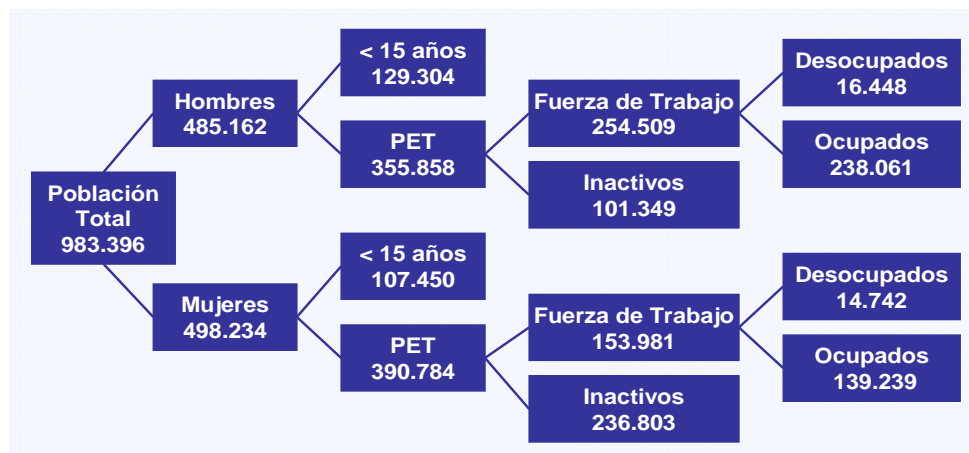 Población
Total
983.396
Hombres
485.162
< 15 años
129.304
PET
355.858
Fuerza de Trabajo
254.509
Inactivos
101.349
Desocupados
16.448
Ocupados
238.061
Mujeres
498.234
< 15 años
107.450
PET
390.784
Fuerza de Trabajo
153.981
Inactivos
236.803
Desocupados
14.742
Ocupados
139.239